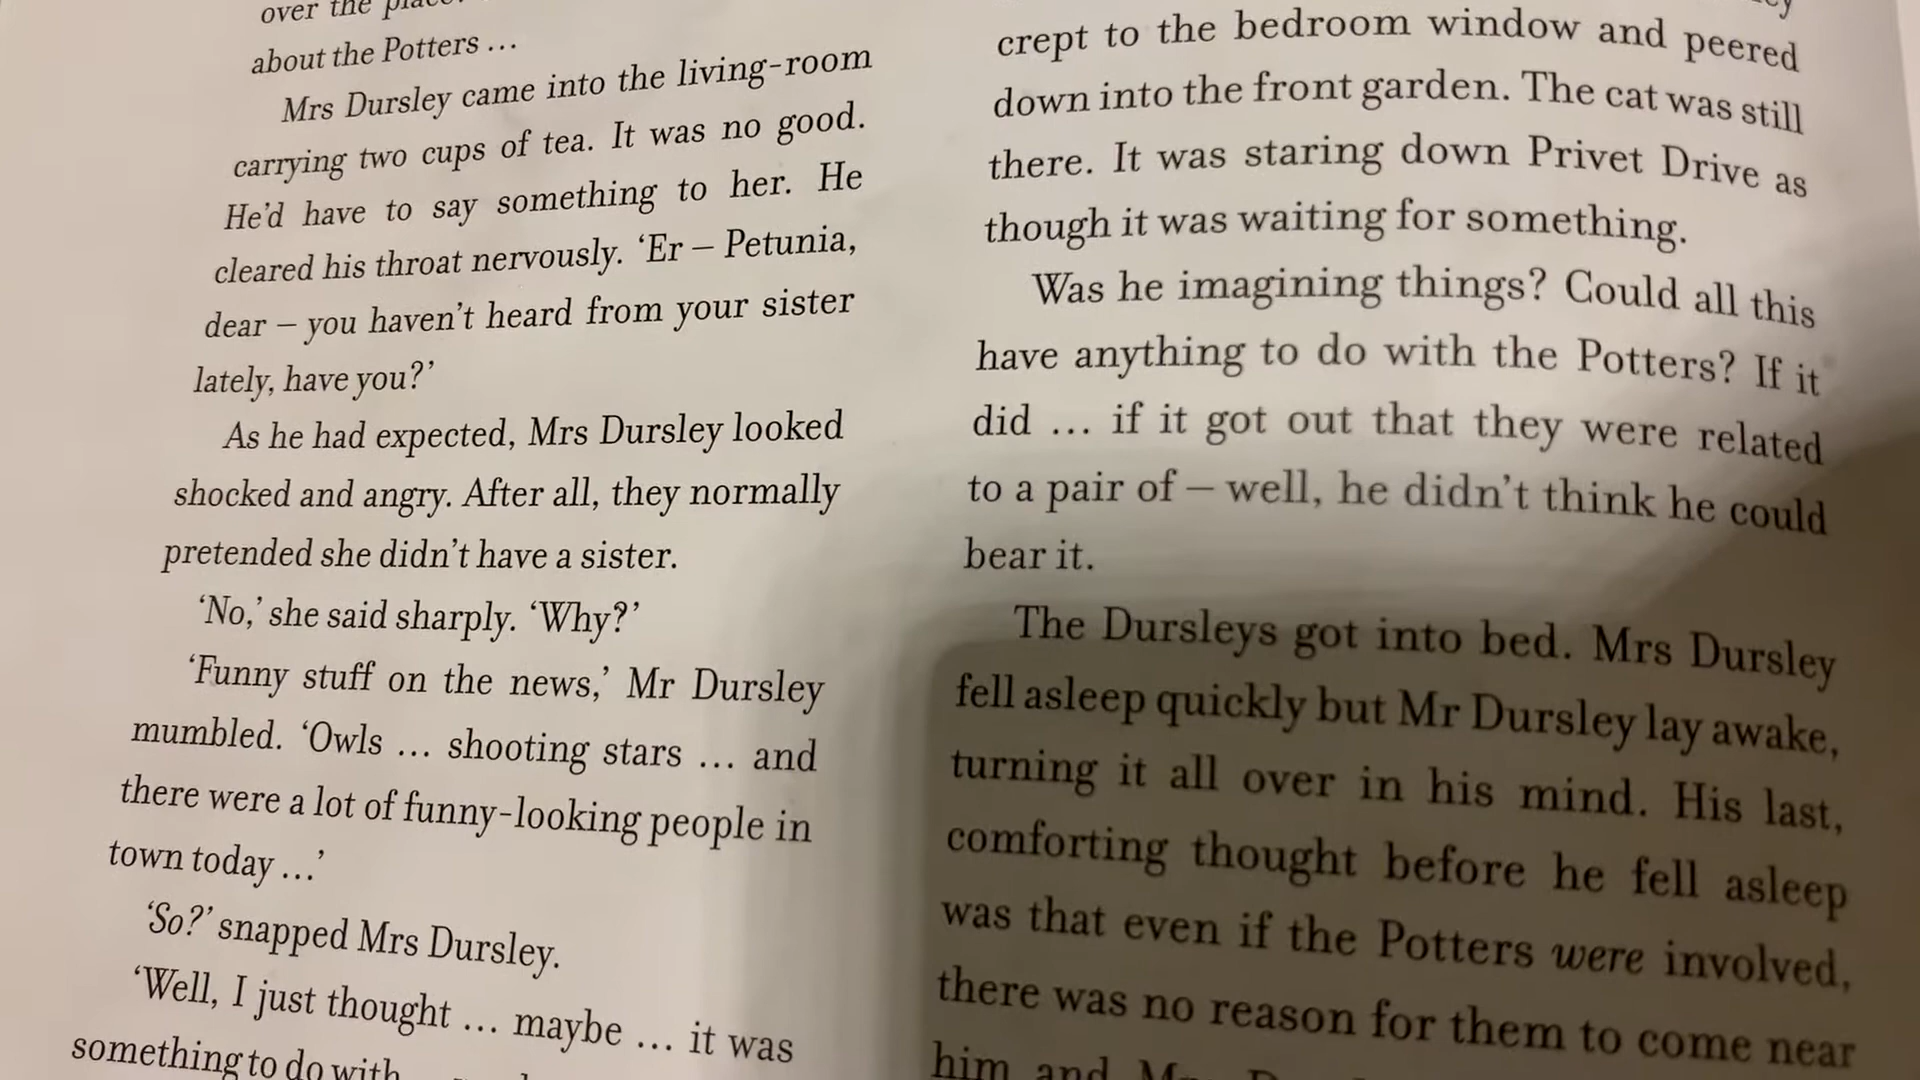 over the
about the Potters ...
Mrs Dursley came into the living-room
carrying two cups of tea. It was no good.
He'd have to say something to her. He
cleared his throat nervously. ‘Er – Petunia,
dear – you haven't heard from your sister
lately, have you?’
As he had expected, Mrs Dursley looked
shocked and angry. After all, they normally
pretended she didn't have a sister.
‘No,’ she said sharply. ‘Why?’
‘Funny stuff on the news,’ Mr Dursley
mumbled. ‘Owls ... shooting stars ... and
there were a lot of funny-looking people in
town today ...’
‘So?’ snapped Mrs Dursley.
‘Well, I just thought ... maybe ... it was
something to do with
crept to the bedroom window and peered
down into the front garden. The cat was still
there. It was staring down Privet Drive as
though it was waiting for something.
Was he imagining things? Could all this
have anything to do with the Potters? If it
did ... if it got out that they were related
to a pair of – well, he didn't think he could
bear it.
The Dursleys got into bed. Mrs Dursley
fell asleep quickly but Mr Dursley lay awake,
turning it all over in his mind. His last,
comforting thought before he fell asleep
was that even if the Potters were involved,
there was no reason for them to come near
him and